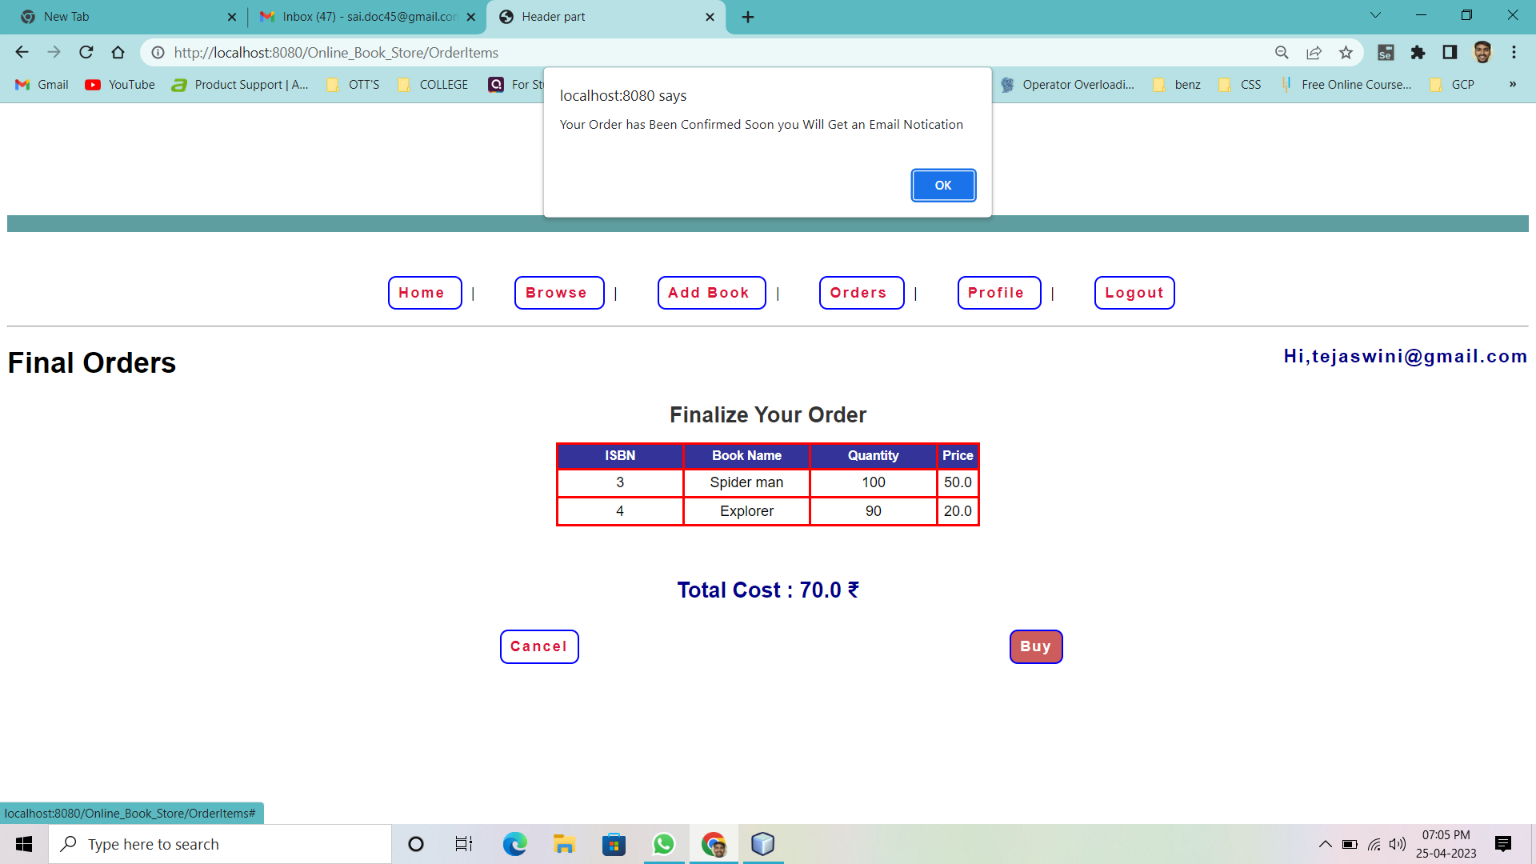 New Tab
Inbox (47) - sai.doc45@gmail.cor
Header part
http://localhost:8080/Online_Book_Store/OrderItems
Gmail
YouTube
Product Support | A...
OTT'S
COLLEGE
For Stu
Operator Overloadi...
benz
CSS
Free Online Course...
GCP
»
localhost:8080 says
Your Order has Been Confirmed Soon you Will Get an Email Notication
OK
Home | Browse | Add Book | Orders | Profile | Logout
Final Orders
Hi,tejaswini@gmail.com
Finalize Your Order
ISBN Book Name Quantity Price
3 Spider man 100 50.0
4 Explorer 90 20.0
Total Cost : 70.0 ₹
Cancel
Buy
localhost:8080/Online_Book_Store/OrderItems#
Type here to search
07:05 PM
25-04-2023